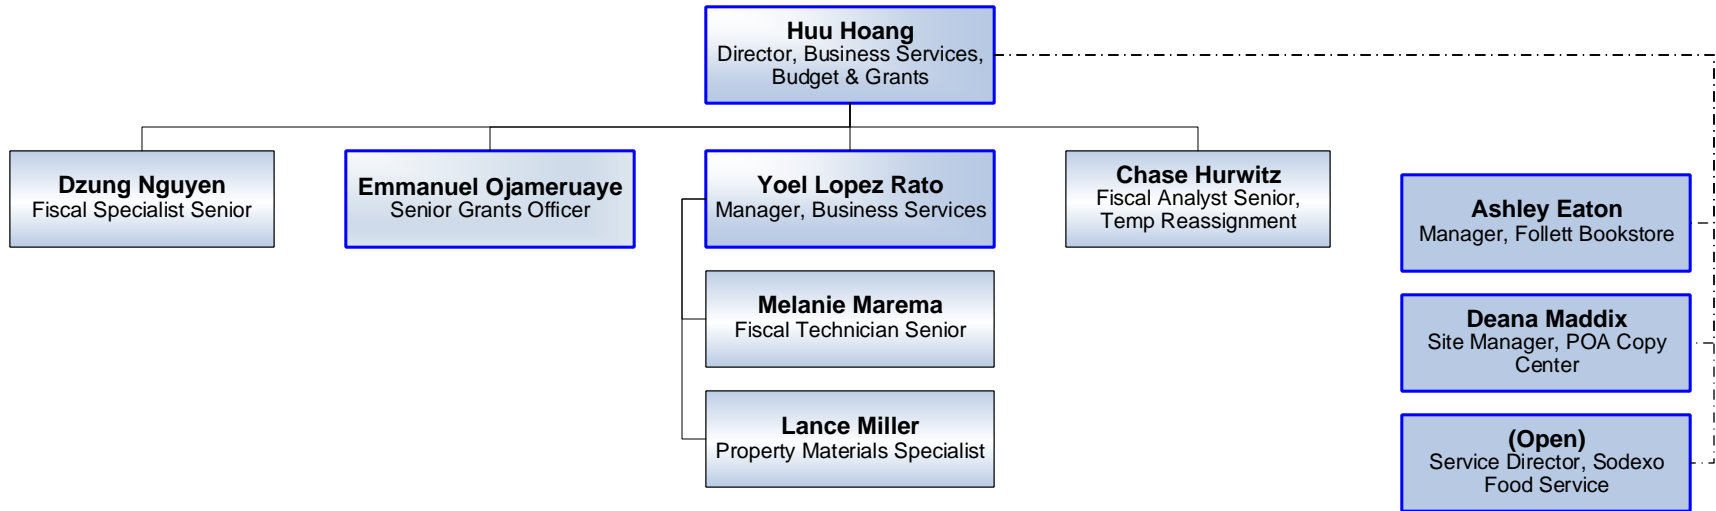 Huu Hoang
Director, Business Services,
Budget & Grants
Dzung Nguyen
Fiscal Specialist Senior
Emmanuel Ojameruaye
Senior Grants Officer
Yoel Lopez Rato
Manager, Business Services
Chase Hurwitz
Fiscal Analyst Senior,
Temp Reassignment
Melanie Marema
Fiscal Technician Senior
Lance Miller
Property Materials Specialist
Ashley Eaton
Manager, Follett Bookstore
Deana Maddix
Site Manager, POA Copy
Center
(Open)
Service Director, Sodexo
Food Service